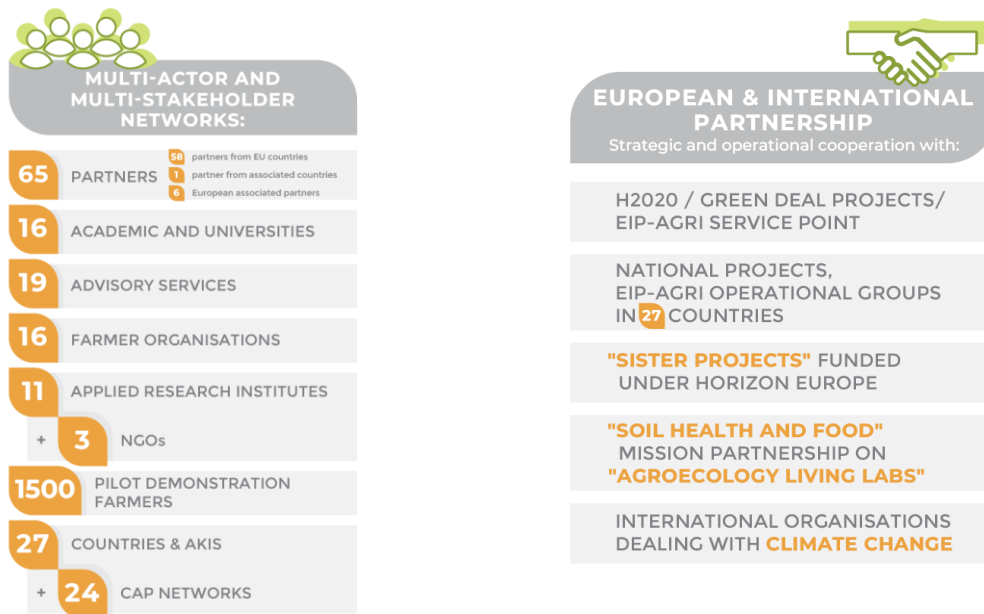 MULTI-ACTOR AND
MULTI-STAKEHOLDER
NETWORKS:
65 PARTNERS
58 partners from EU countries
1 partner from associated countries
6 European associated partners
16 ACADEMIC AND UNIVERSITIES
19 ADVISORY SERVICES
16 FARMER ORGANISATIONS
11 APPLIED RESEARCH INSTITUTES
+ 3 NGOs
1500 PILOT DEMONSTRATION
FARMERS
27 COUNTRIES & AKIS
+ 24 CAP NETWORKS
EUROPEAN & INTERNATIONAL
PARTNERSHIP
Strategic and operational cooperation with:
H2020 / GREEN DEAL PROJECTS/
EIP-AGRI SERVICE POINT
NATIONAL PROJECTS,
EIP-AGRI OPERATIONAL GROUPS
IN 27 COUNTRIES
"SISTER PROJECTS" FUNDED
UNDER HORIZON EUROPE
"SOIL HEALTH AND FOOD"
MISSION PARTNERSHIP ON
"AGROECOLOGY LIVING LABS"
INTERNATIONAL ORGANISATIONS
DEALING WITH CLIMATE CHANGE